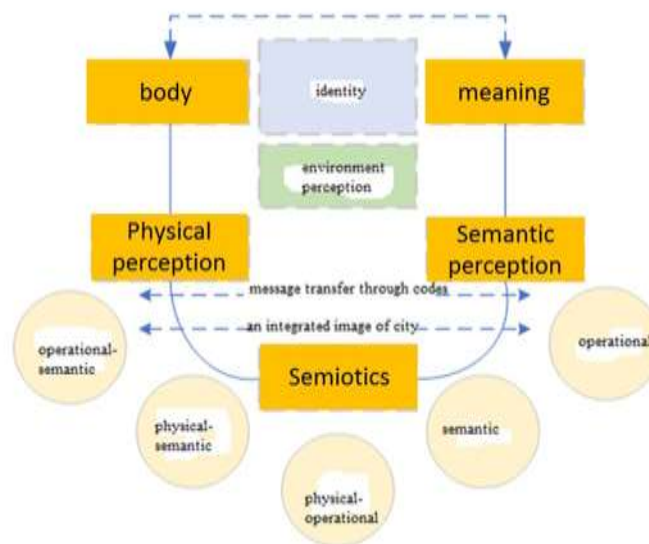 body
identity
meaning
environment
perception
Physical
perception
Semantic
perception
message transfer through codes
an integrated image of city
operational-
semantic
operational
Semiotics
physical-
semantic
semantic
physical-
operational